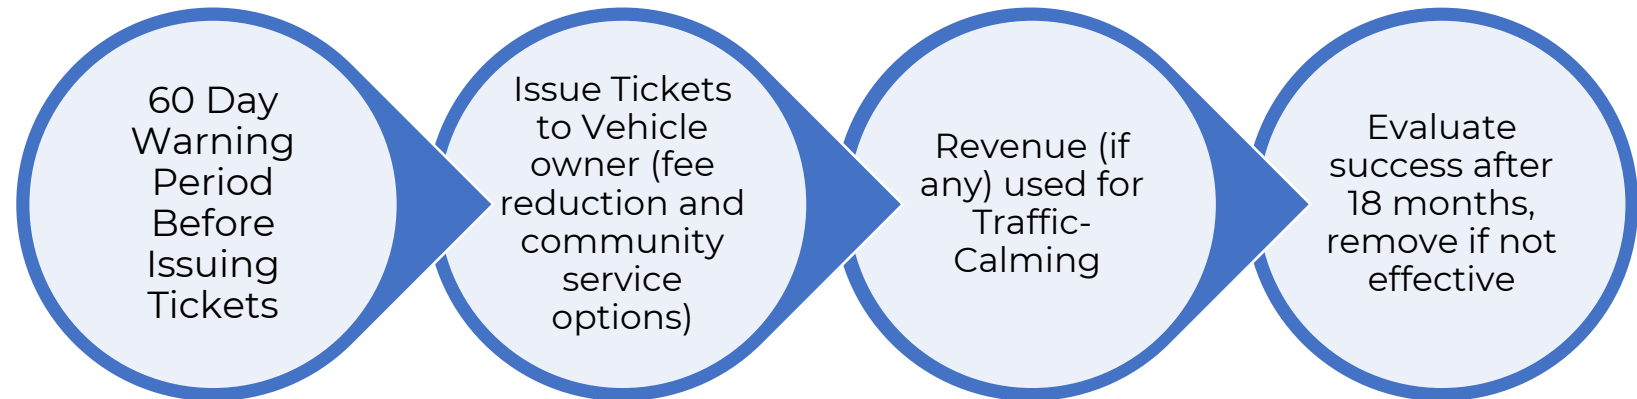 60 Day
Warning
Period
Before
Issuing
Tickets
Issue Tickets
to Vehicle
owner (fee
reduction and
community
service
options)
Revenue (if
any) used for
Traffic-
Calming
Evaluate
success after
18 months,
remove if not
effective